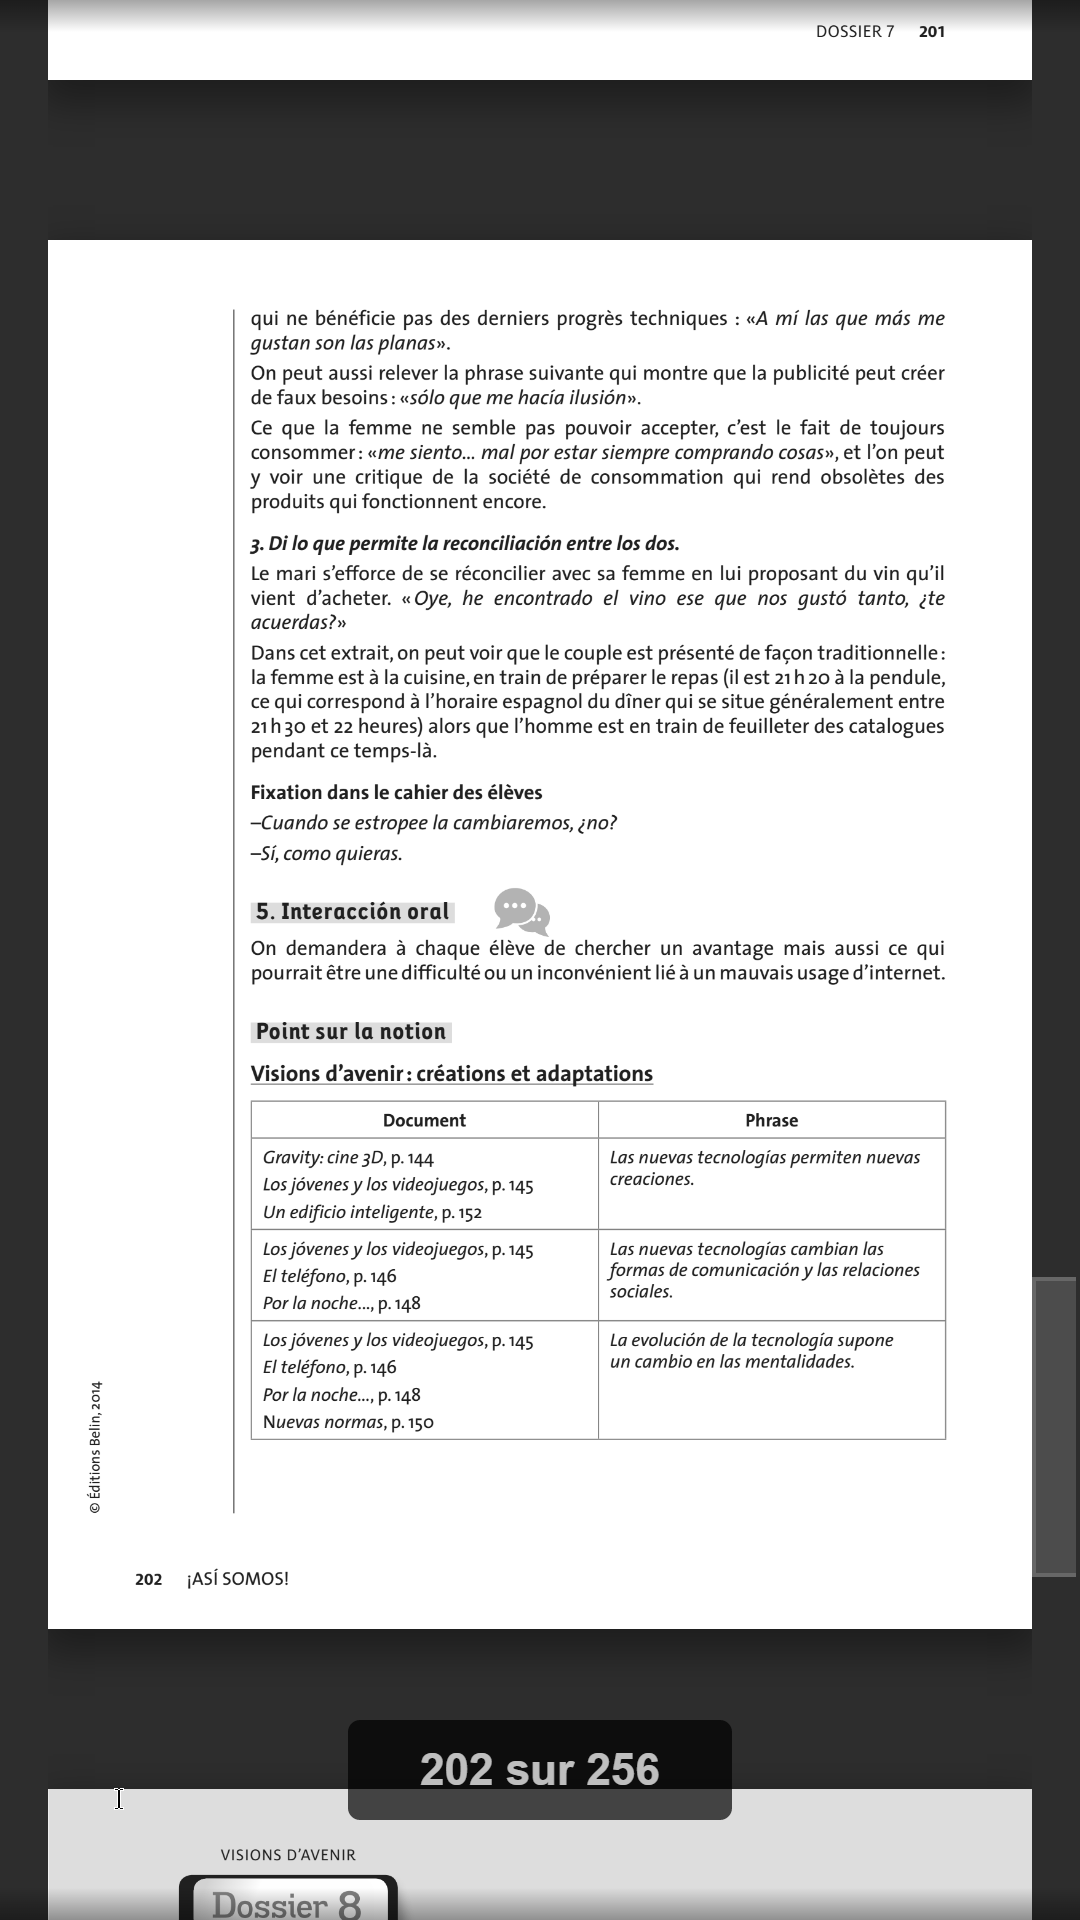 DOSSIER 7 201
qui ne bénéficie pas des derniers progrès techniques : «A mí las que más me
gustan son las planas».
On peut aussi relever la phrase suivante qui montre que la publicité peut créer
de faux besoins : «sólo que me hacía ilusión».
Ce que la femme ne semble pas pouvoir accepter, c’est le fait de toujours
consommer : «me siento... mal por estar siempre comprando cosas», et l’on peut
y voir une critique de la société de consommation qui rend obsolètes des
produits qui fonctionnent encore.
3. Di lo que permite la reconciliación entre los dos.
Le mari s’efforce de se réconcilier avec sa femme en lui proposant du vin qu’il
vient d’acheter. «Oye, he encontrado el vino ese que nos gustó tanto, ¿te
acuerdas?»
Dans cet extrait, on peut voir que le couple est présenté de façon traditionnelle :
la femme est à la cuisine, en train de préparer le repas (il est 21 h 20 à la pendule,
ce qui correspond à l’horaire espagnol du dîner qui se situe généralement entre
21 h 30 et 22 heures) alors que l’homme est en train de feuilleter des catalogues
pendant ce temps-là.
Fixation dans le cahier des élèves
–Cuando se estropee la cambiaremos, ¿no?
–Sí, como quieras.
5. Interacción oral
On demandera à chaque élève de chercher un avantage mais aussi ce qui
pourrait être une difficulté ou un inconvénient lié à un mauvais usage d’internet.
Point sur la notion
Visions d’avenir : créations et adaptations
Document Phrase
Gravity: cine 3D, p. 144
Los jóvenes y los videojuegos, p. 145
Un edificio inteligente, p. 152
Las nuevas tecnologías permiten nuevas
creaciones.
Los jóvenes y los videojuegos, p. 145
El teléfono, p. 146
Por la noche..., p. 148
Las nuevas tecnologías cambian las
formas de comunicación y las relaciones
sociales.
Los jóvenes y los videojuegos, p. 145
El teléfono, p. 146
Por la noche..., p. 148
Nuevas normas, p. 150
La evolución de la tecnología supone
un cambio en las mentalidades.
© Éditions Belin, 2014
202 ¡ASÍ SOMOS!
202 sur 256
VISIONS D’AVENIR
Dossier 8